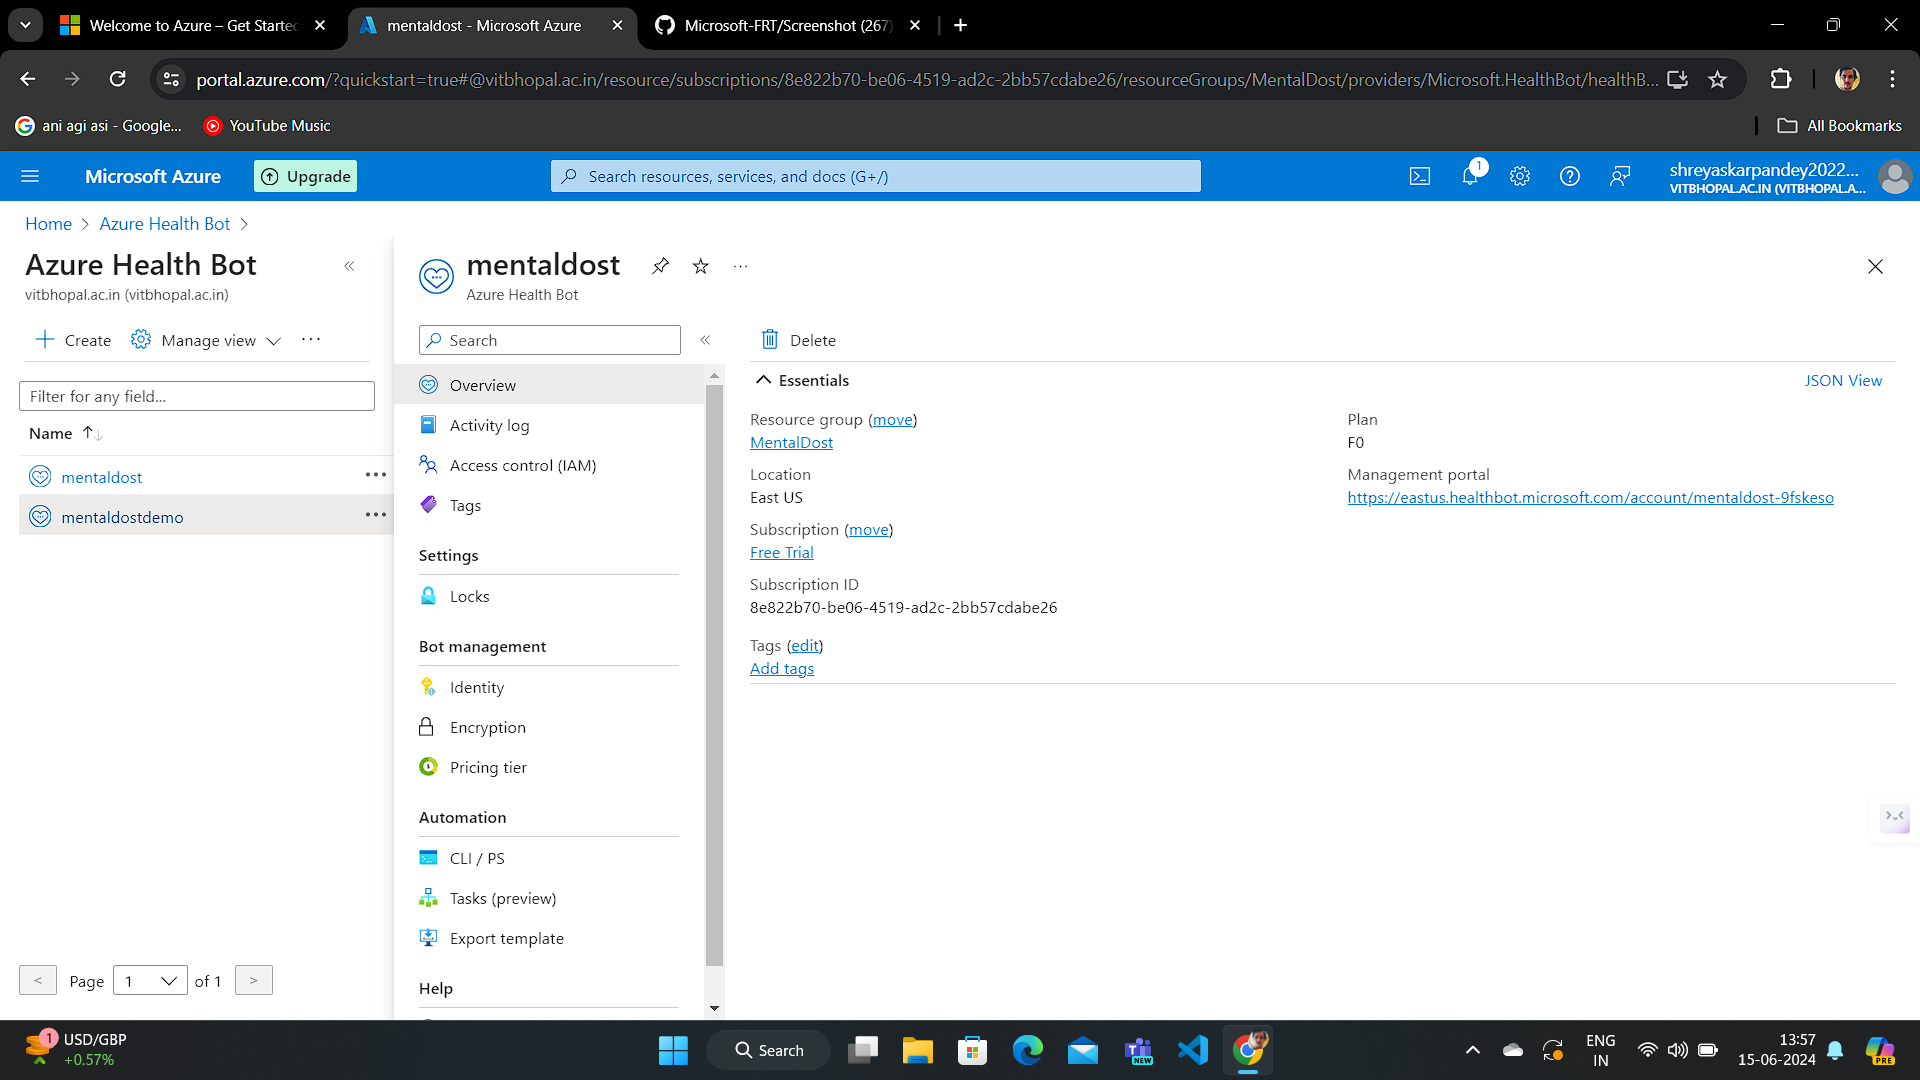 Welcome to Azure – Get Starte
mentaldost - Microsoft Azure
Microsoft-FRT/Screenshot (267)
portal.azure.com/?quickstart=true#@vitbhopal.ac.in/resource/subscriptions/8e822b70-be06-4519-ad2c-2bb57cdabe26/resourceGroups/MentalDost/providers/Microsoft.HealthBot/healthB...
ani agi asi - Google...
YouTube Music
All Bookmarks
Microsoft Azure
Upgrade
Search resources, services, and docs (G+/)
1
shreyaskarpandey2022...
VITBHOPAL.AC.IN (VITBHOPAL.A...
Home > Azure Health Bot >
Azure Health Bot
vitbhopal.ac.in (vitbhopal.ac.in)
Create
Manage view
Filter for any field...
Name
mentaldost
mentaldostdemo
< Page 1 of 1 >
mentaldost
Azure Health Bot
Search
Overview
Activity log
Access control (IAM)
Tags
Settings
Locks
Bot management
Identity
Encryption
Pricing tier
Automation
CLI / PS
Tasks (preview)
Export template
Help
Delete
Essentials
JSON View
Resource group (move)
MentalDost
Location
East US
Subscription (move)
Free Trial
Subscription ID
8e822b70-be06-4519-ad2c-2bb57cdabe26
Tags (edit)
Add tags
Plan
F0
Management portal
https://eastus.healthbot.microsoft.com/account/mentaldost-9fskeso
1
USD/GBP
+0.57%
Search
NEW
ENG
IN
13:57
15-06-2024
PRE